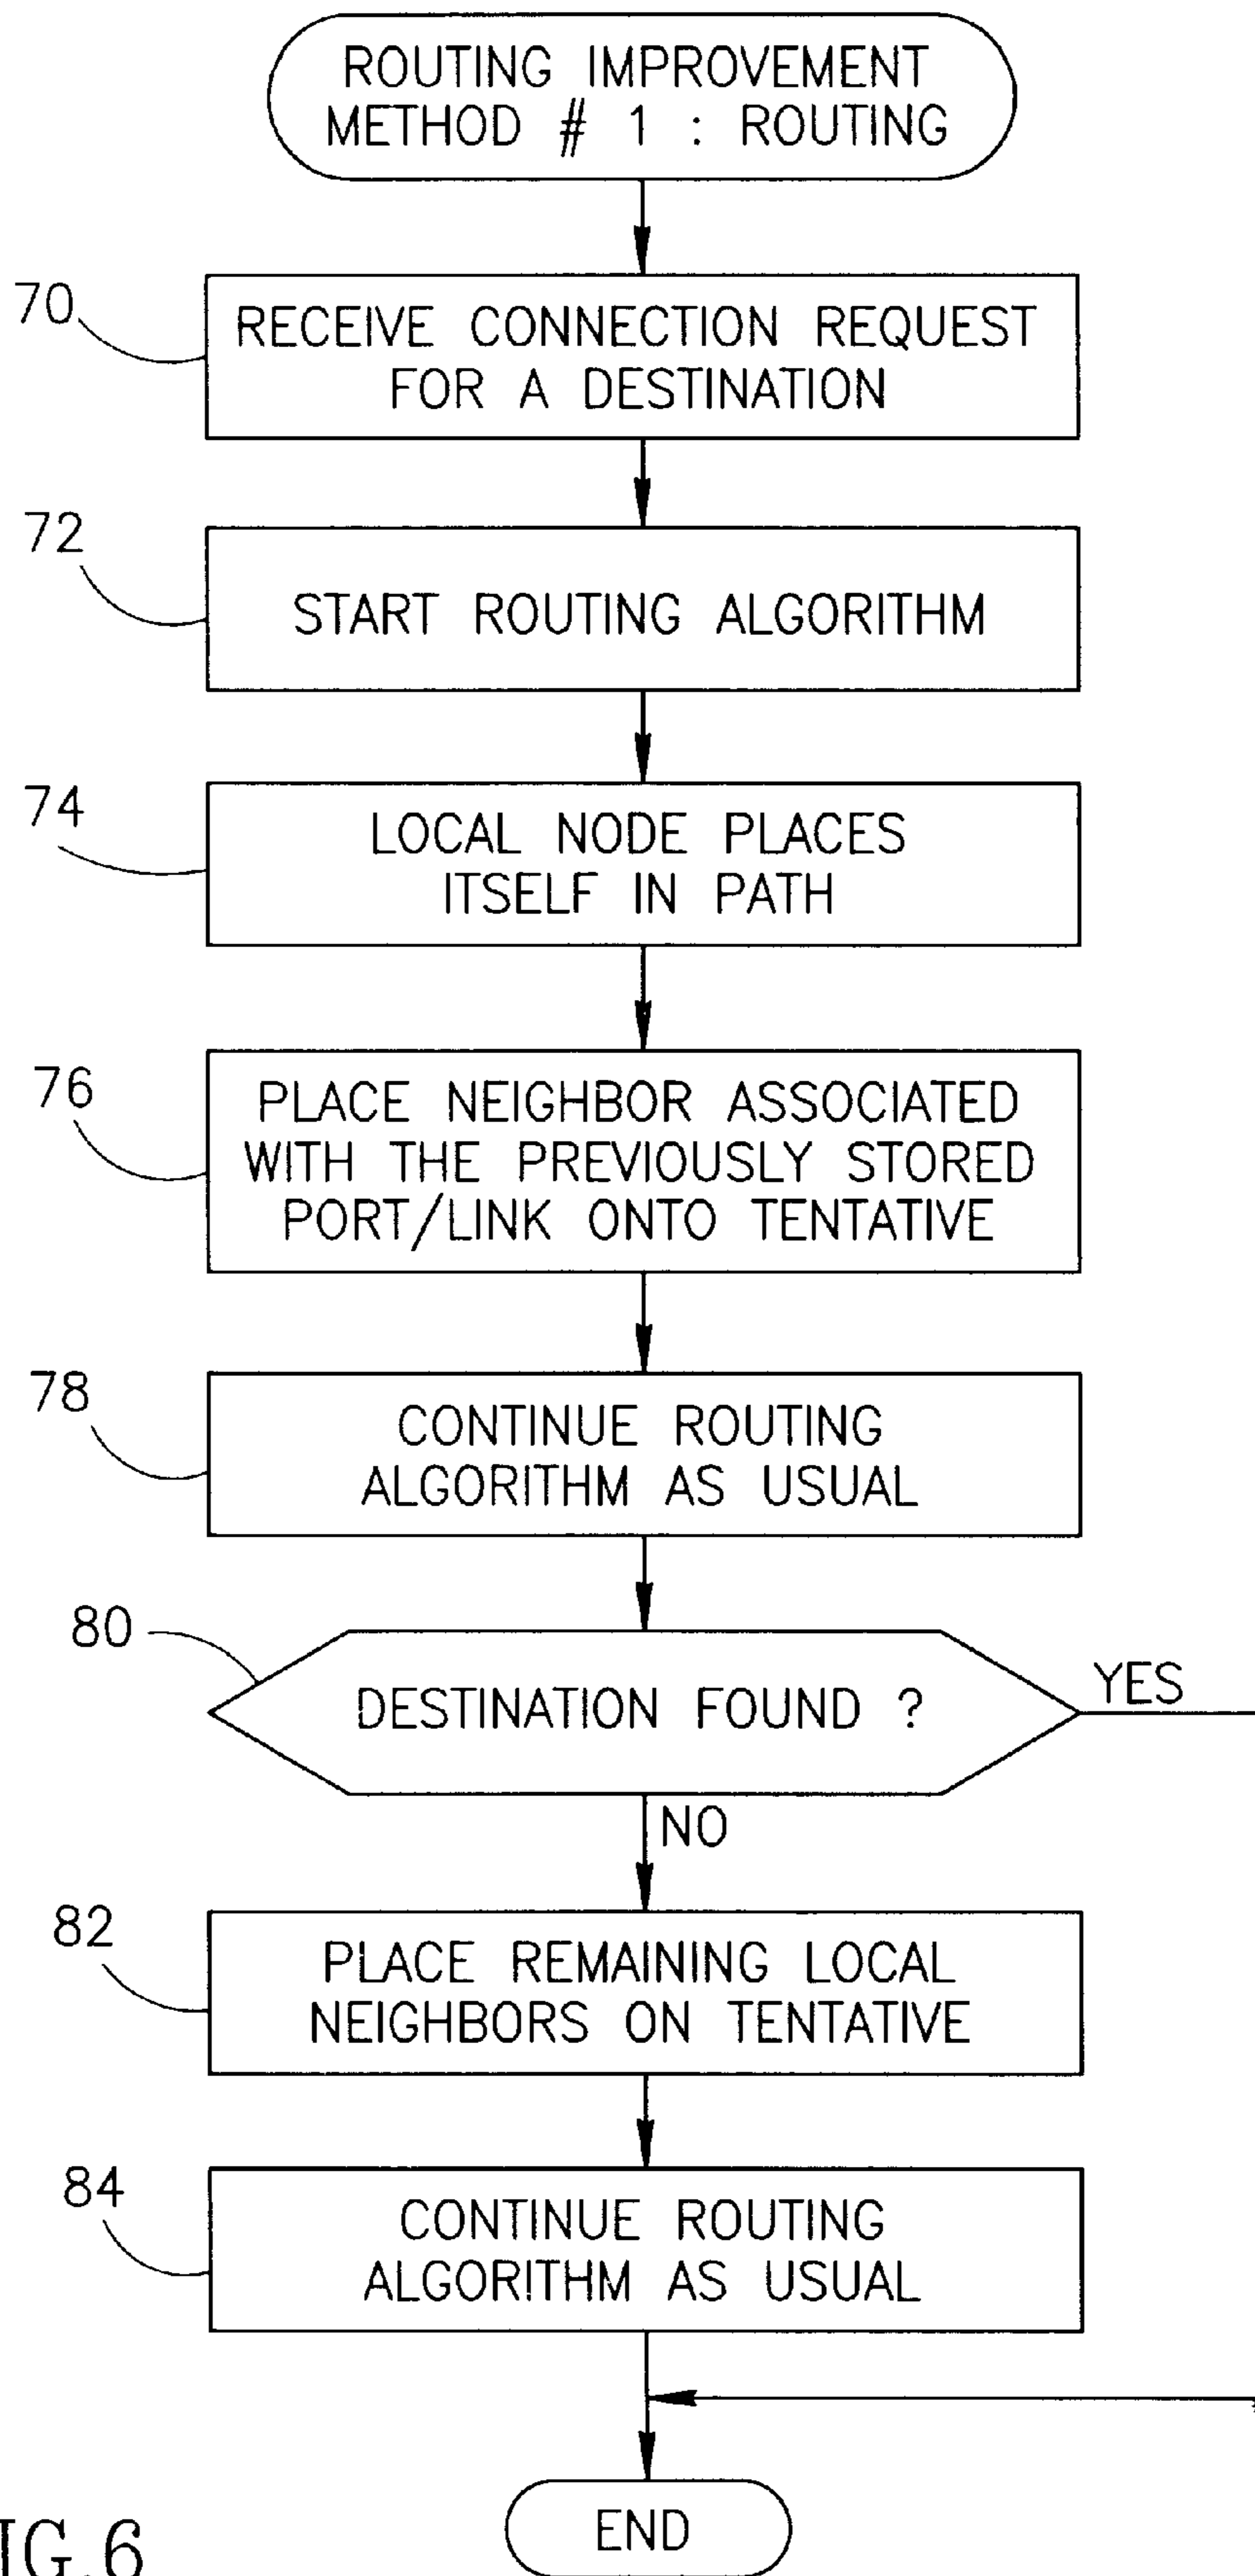 ROUTING IMPROVEMENT
METHOD # 1 : ROUTING
70
RECEIVE CONNECTION REQUEST
FOR A DESTINATION
72
START ROUTING ALGORITHM
74
LOCAL NODE PLACES
ITSELF IN PATH
76
PLACE NEIGHBOR ASSOCIATED
WITH THE PREVIOUSLY STORED
PORT/LINK ONTO TENTATIVE
78
CONTINUE ROUTING
ALGORITHM AS USUAL
80
DESTINATION FOUND ?
YES
NO
82
PLACE REMAINING LOCAL
NEIGHBORS ON TENTATIVE
84
CONTINUE ROUTING
ALGORITHM AS USUAL
END
IG.6